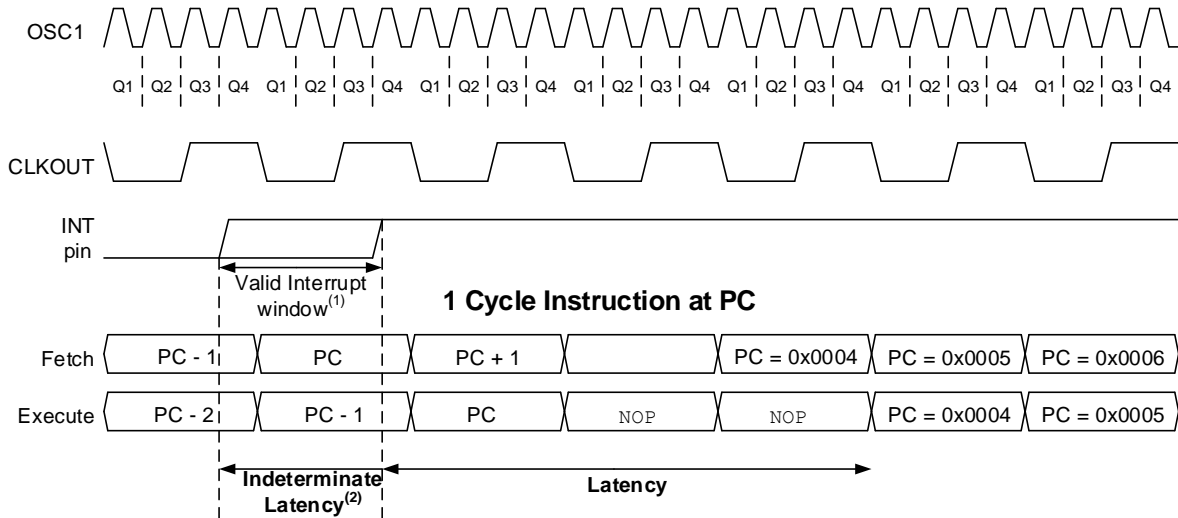 OSC1
Q1 Q2 Q3 Q4 Q1 Q2 Q3 Q4 Q1 Q2 Q3 Q4 Q1 Q2 Q3 Q4 Q1 Q2 Q3 Q4 Q1 Q2 Q3 Q4 Q1 Q2 Q3 Q4
CLKOUT
INT
pin
Valid Interrupt
window(1)
1 Cycle Instruction at PC
Fetch PC - 1 PC PC + 1 PC = 0x0004 PC = 0x0005 PC = 0x0006
Execute PC - 2 PC - 1 PC NOP NOP PC = 0x0004 PC = 0x0005
Indeterminate
Latency(2)
Latency